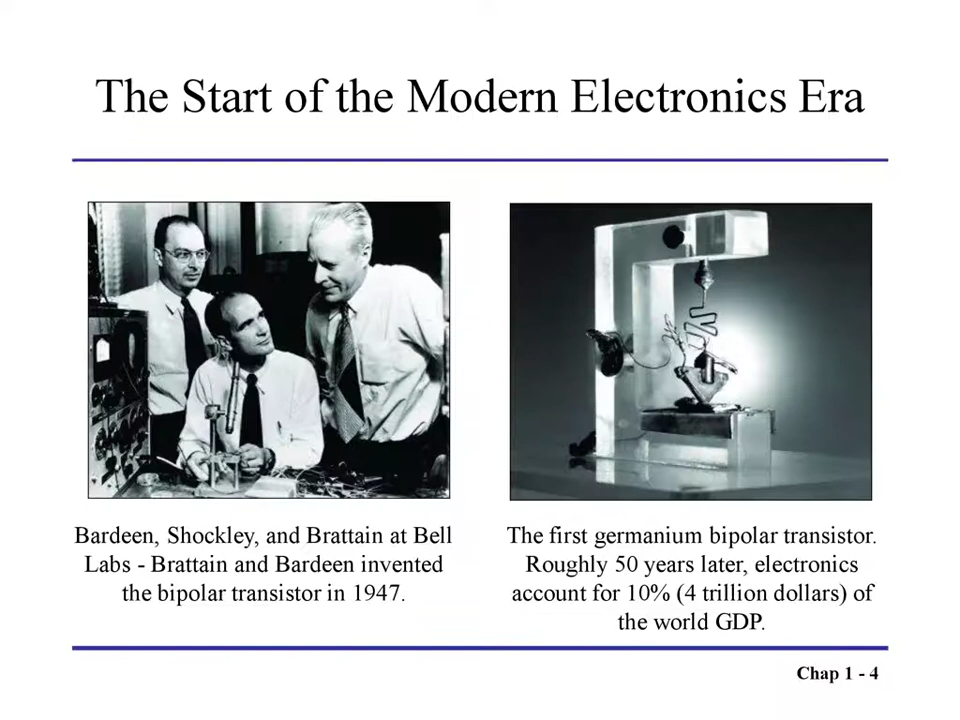 The Start of the Modern Electronics Era
Bardeen, Shockley, and Brattain at Bell
Labs - Brattain and Bardeen invented
the bipolar transistor in 1947.
The first germanium bipolar transistor.
Roughly 50 years later, electronics
account for 10% (4 trillion dollars) of
the world GDP.
Chap 1 - 4